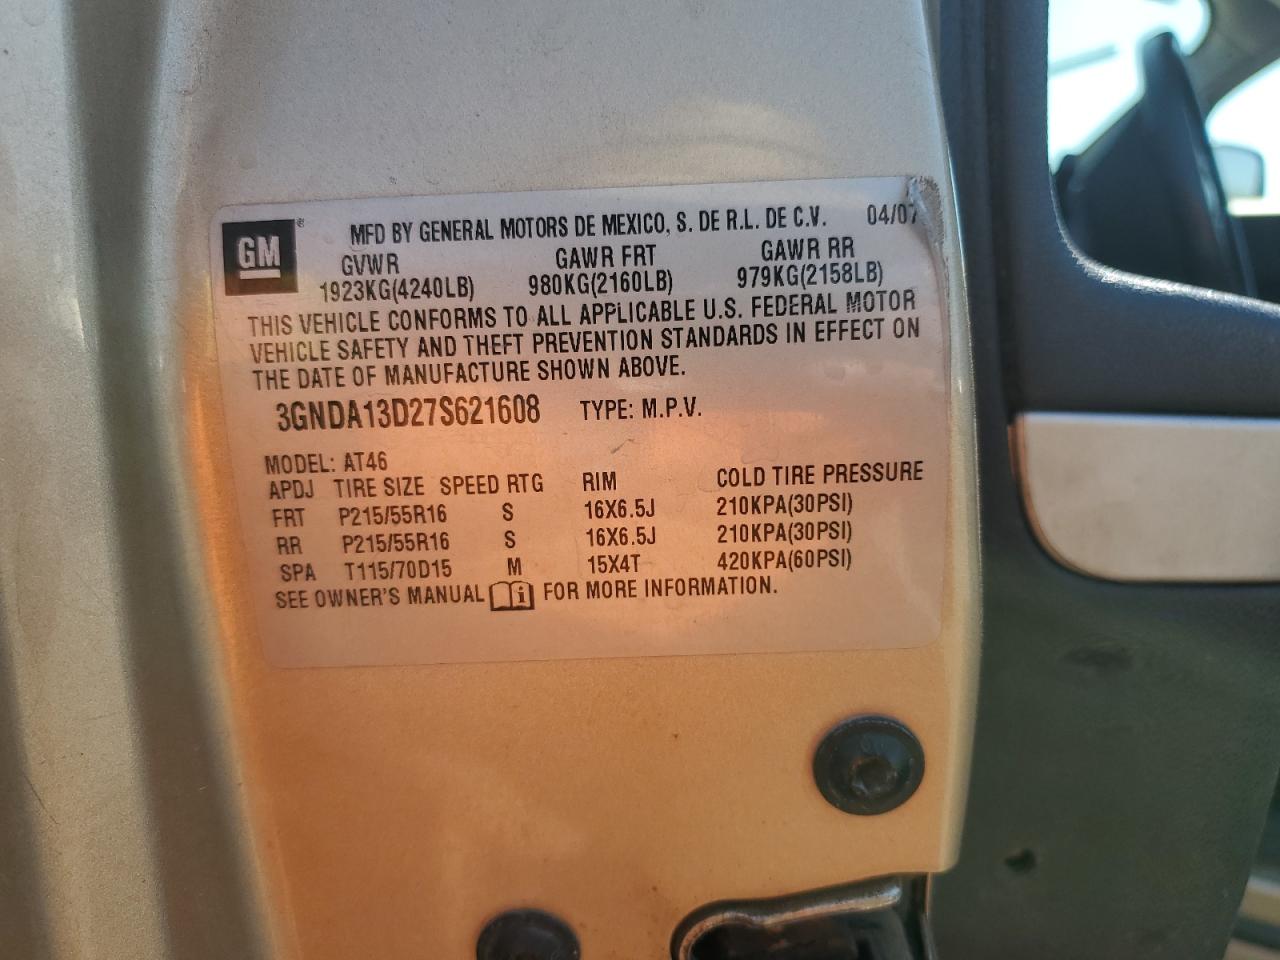 GM ® MFD BY GENERAL MOTORS DE MEXICO, S. DE R.L. DE C.V. 04/07
GVWR GAWR FRT GAWR RR
1923KG(4240LB) 980KG(2160LB) 979KG(2158LB)
THIS VEHICLE CONFORMS TO ALL APPLICABLE U.S. FEDERAL MOTOR
VEHICLE SAFETY AND THEFT PREVENTION STANDARDS IN EFFECT ON
THE DATE OF MANUFACTURE SHOWN ABOVE.
3GNDA13D27S621608 TYPE: M.P.V.
MODEL: AT46
APDJ TIRE SIZE SPEED RTG RIM COLD TIRE PRESSURE
FRT P215/55R16 S 16X6.5J 210KPA(30PSI)
RR P215/55R16 S 16X6.5J 210KPA(30PSI)
SPA T115/70D15 M 15X4T 420KPA(60PSI)
SEE OWNER'S MANUAL i FOR MORE INFORMATION.